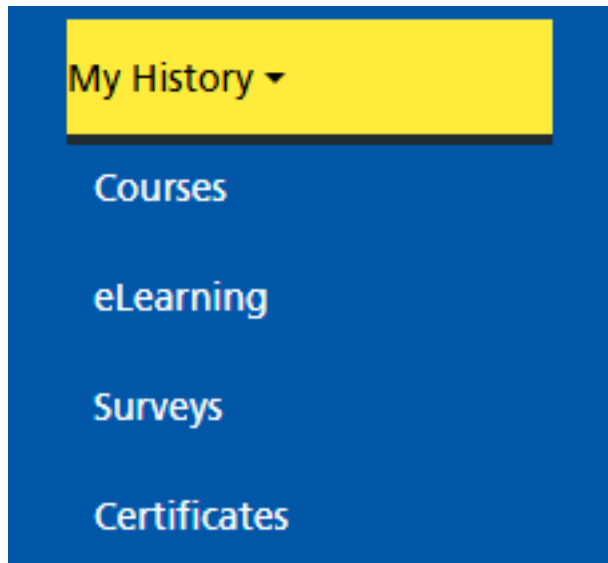 My History
Courses
eLearning
Surveys
Certificates